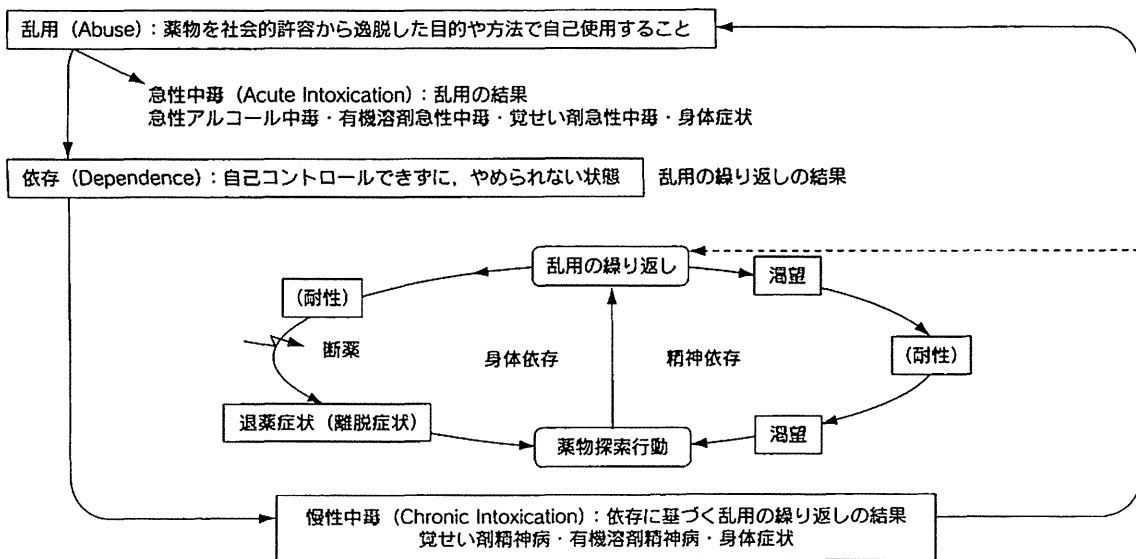 乱用（Abuse）：薬物を社会的許容から逸脱した目的や方法で自己使用すること
急性中毒（Acute Intoxication）：乱用の結果
急性アルコール中毒・有機溶剤急性中毒・覚せい剤急性中毒・身体症状
依存（Dependence）：自己コントロールできずに，やめられない状態
乱用の繰り返しの結果
乱用の繰り返し
渇望
（耐性）
断薬
身体依存
精神依存
（耐性）
退薬症状（離脱症状）
薬物探索行動
渇望
慢性中毒（Chronic Intoxication）：依存に基づく乱用の繰り返しの結果
覚せい剤精神病・有機溶剤精神病・身体症状